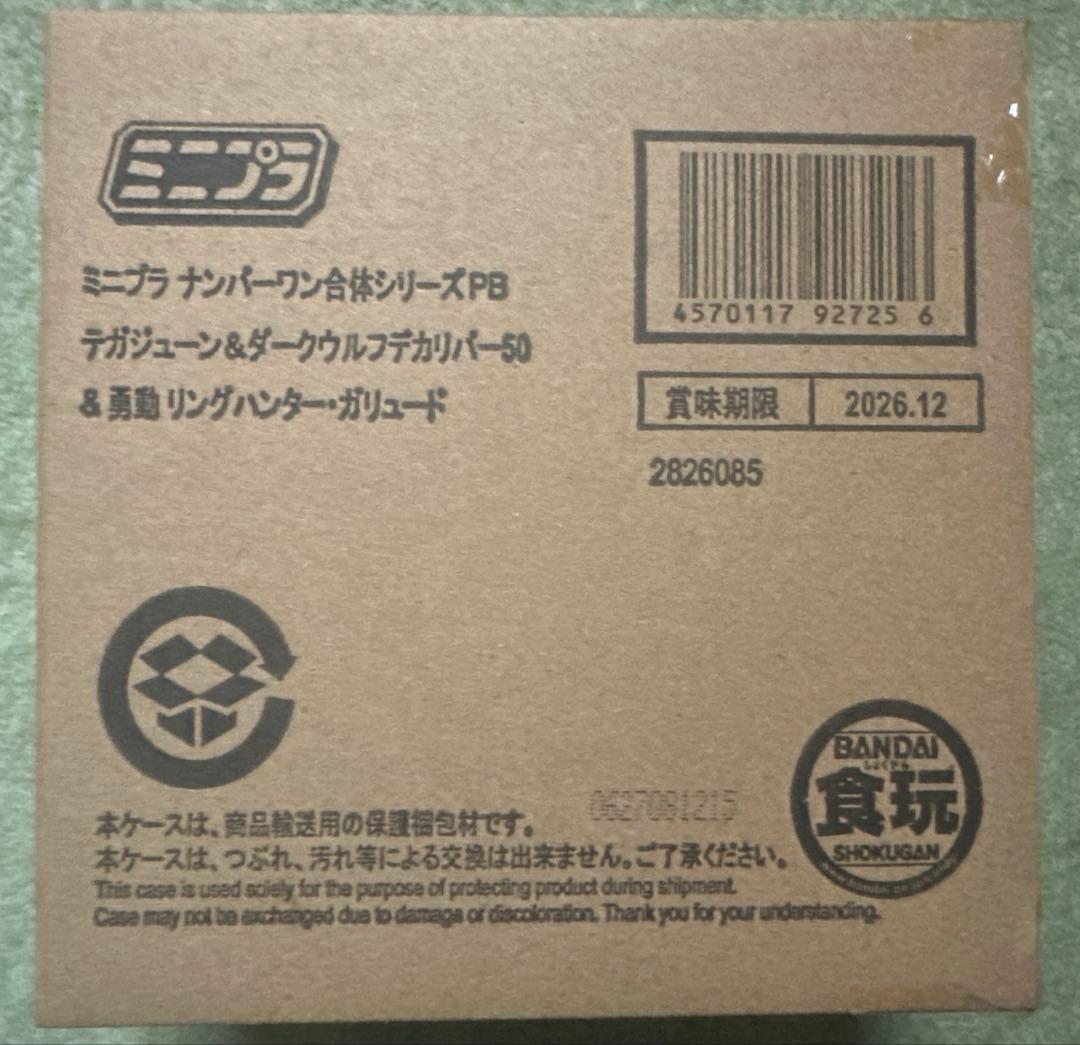 ミニプラ
ミニプラ ナンバーワン合体シリーズPB
テガジューン&ダークウルフデカリバー50
& 勇動 リングハンター・ガリュード
4570117 92725 6
賞味期限 2026.12
2826085
BANDAI
しょくがん
食玩
SHOKUGAN
0627081215
本ケースは、商品輸送用の保護梱包材です。
本ケースは、つぶれ、汚れ等による交換は出来ません。ご了承ください。
This case is used solely for the purpose of protecting product during shipment.
Case may not be exchanged due to damage or discoloration. Thank you for your understanding.